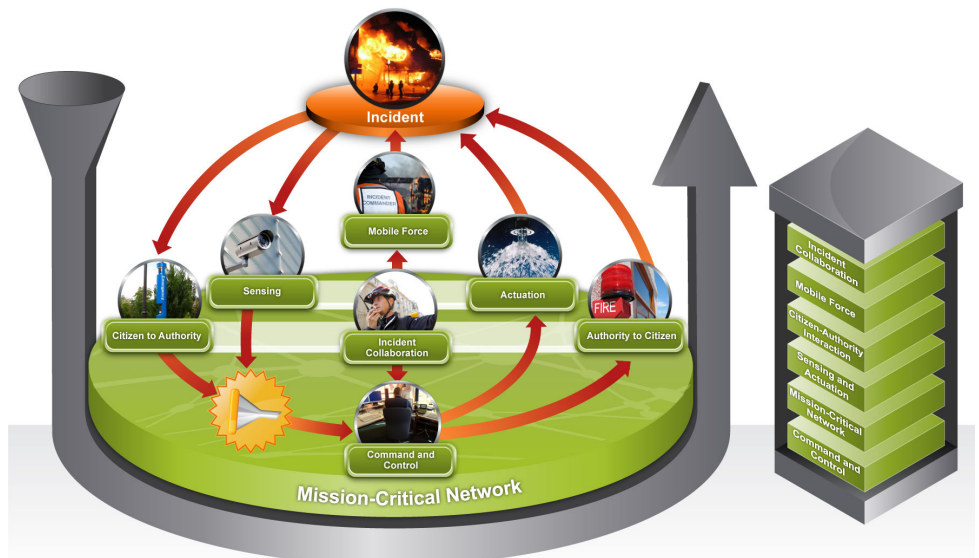 Incident
INCIDENT
COMMANDER
Mobile Force
Sensing
Actuation
FIRE
Citizen to Authority
Incident
Collaboration
Authority to Citizen
Command and
Control
Mission-Critical Network
Incident
Collaboration
Mobile Force
Citizen-Authority
Interaction
Sensing and
Actuation
Mission-Critical
Network
Command and
Control